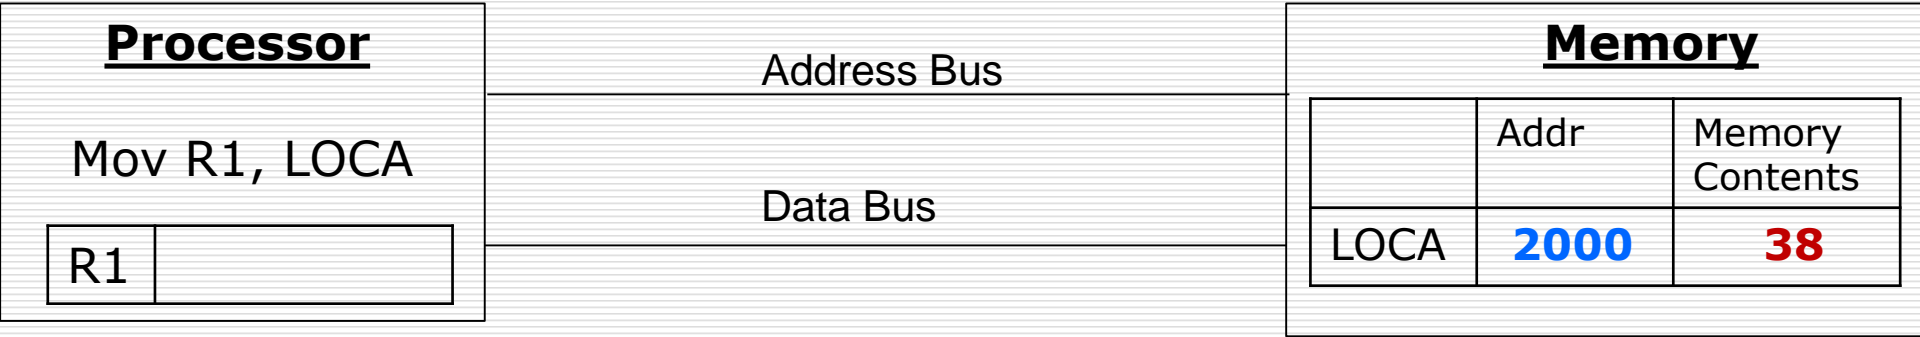 Processor
Mov R1, LOCA
R1
Address Bus
Data Bus
Memory
Addr Memory
Contents
LOCA 2000 38